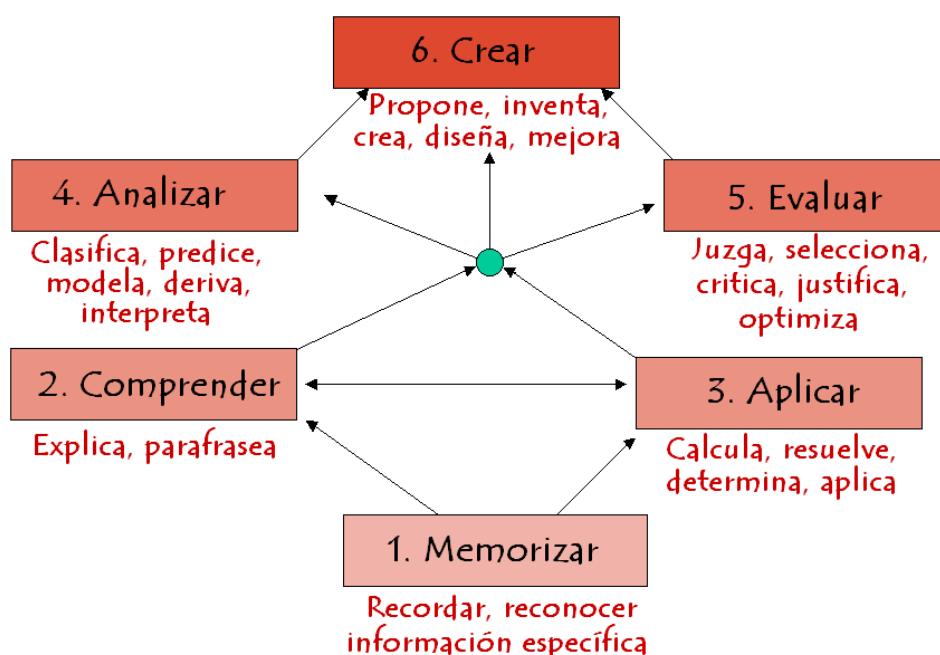 6. Crear
Propone, inventa,
crea, diseña, mejora
4. Analizar
Clasifica, predice,
modela, deriva,
interpreta
5. Evaluar
Juzga, selecciona,
critica, justifica,
optimiza
2. Comprender
Explica, parafrasea
3. Aplicar
Calcula, resuelve,
determina, aplica
1. Memorizar
Recordar, reconocer
información específica